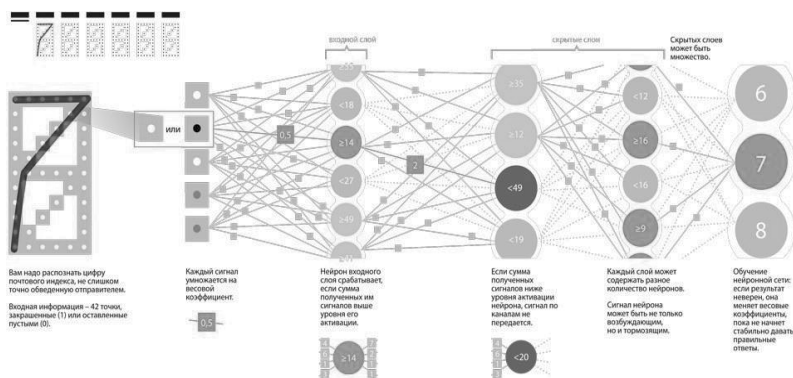 ВХОДНОЙ СЛОЙ
СКРЫТЫЕ СЛОИ
Скрытых слоев
может быть
множество.
или
0,5
2
<18
≥14
<27
≥49
≥35
≥12
<49
<19
<12
≥16
<16
≥9
6
7
8
Вам надо распознать цифру
почтового индекса, не слишком
точно обведенную отправителем.
Входная информация – 42 точки,
закрашенные (1) или оставленные
пустыми (0).
Каждый сигнал
умножается на
весовой
коэффициент.
0,5
Нейрон входного
слоя срабатывает,
если сумма
полученных им
сигналов выше
уровня его
активации.
≥14
Если сумма
полученных
сигналов ниже
уровня активации
нейрона, сигнал по
каналам не
передается.
<20
Каждый слой может
содержать разное
количество нейронов.
Сигнал нейрона
может быть не только
возбуждающим,
но и тормозящим.
Обучение
нейронной сети:
если результат
неверен, она
меняет весовые
коэффициенты,
пока не начнет
стабильно давать
правильные
ответы.